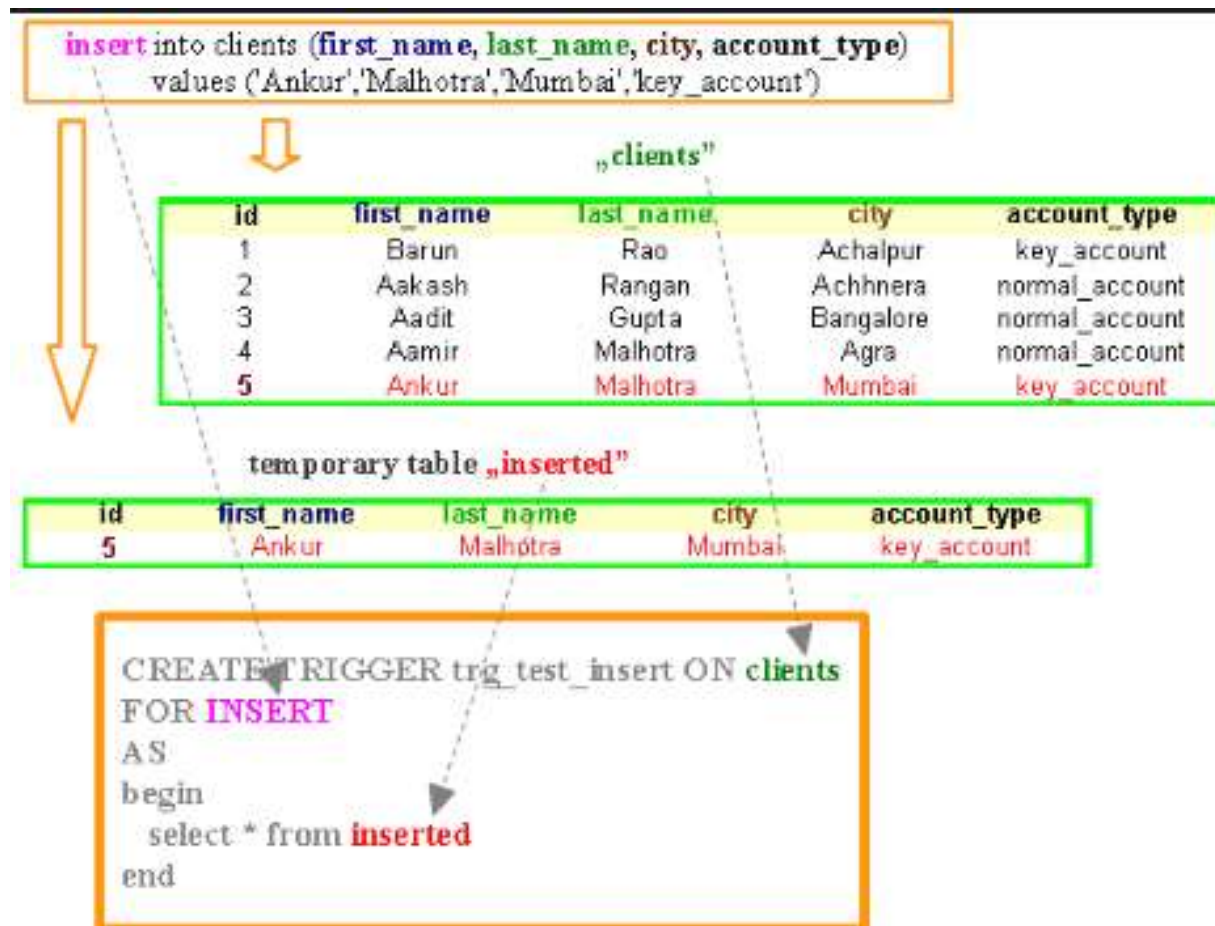 insert into clients (first_name, last_name, city, account_type)
values ('Ankur','Malhotra','Mumbai','key_account')
„clients”
id first_name last_name city account_type
1 Barun Rao Achalpur key_account
2 Aakash Rangan Achhnera normal_account
3 Aadit Gupta Bangalore normal_account
4 Aamir Malhotra Agra normal_account
5 Ankur Malhotra Mumbai key_account
temporary table „inserted”
id first_name last_name city account_type
5 Ankur Malhotra Mumbai key_account
CREATE TRIGGER trg_test_insert ON clients
FOR INSERT
AS
begin
select * from inserted
end